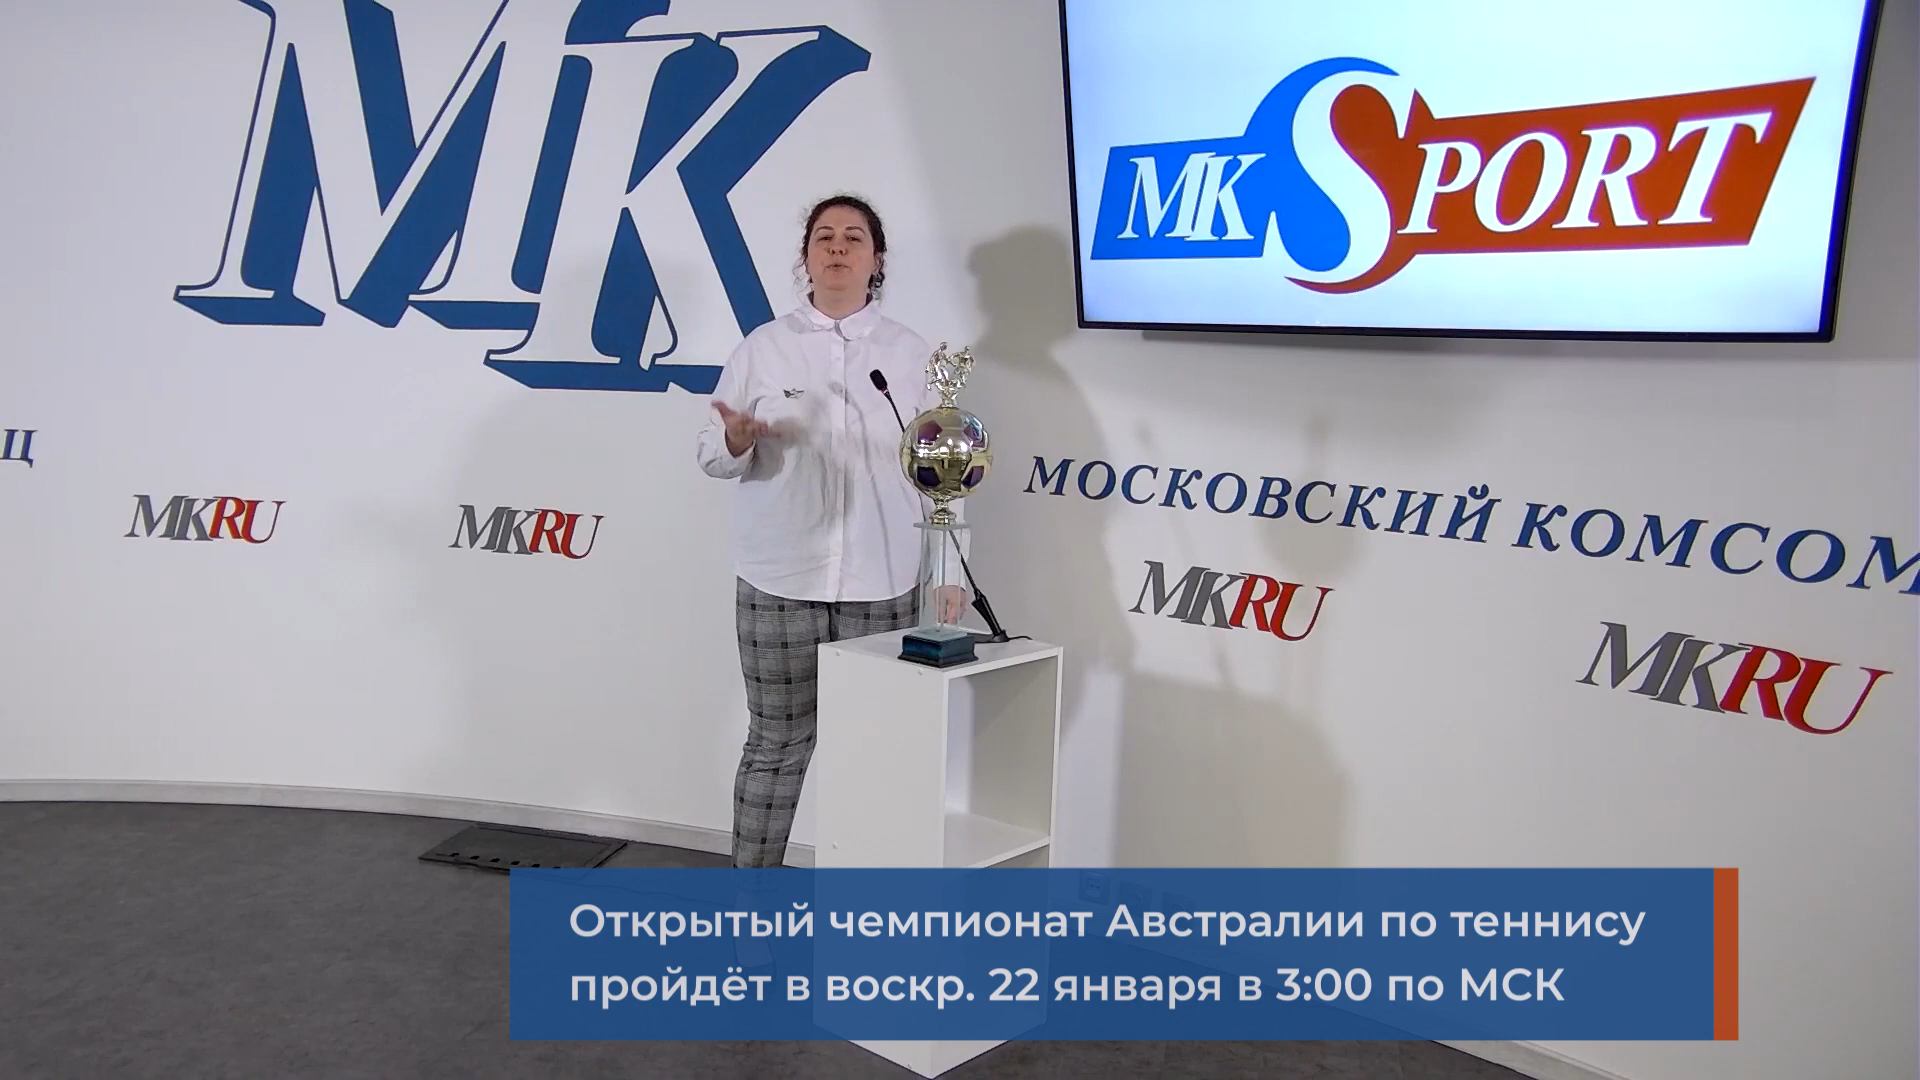 MK
MK SPORT
Ц
MKRU
MKRU
МОСКОВСКИЙ КОМСОМ
MKRU
MKRU
Открытый чемпионат Австралии по теннису
пройдёт в воскр. 22 января в 3:00 по МСК